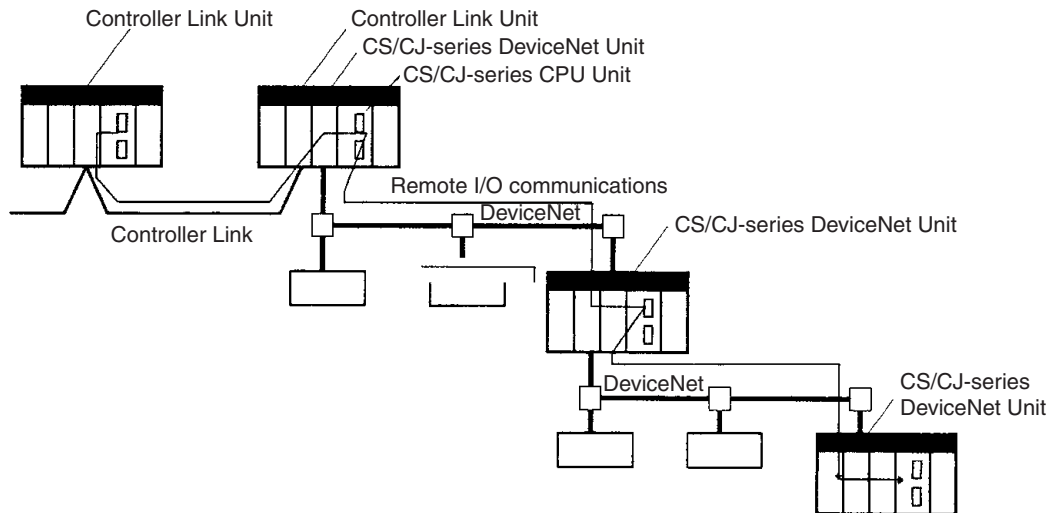 Controller Link Unit
Controller Link Unit
CS/CJ-series DeviceNet Unit
CS/CJ-series CPU Unit
Remote I/O communications
DeviceNet
Controller Link
CS/CJ-series DeviceNet Unit
DeviceNet
CS/CJ-series
DeviceNet Unit